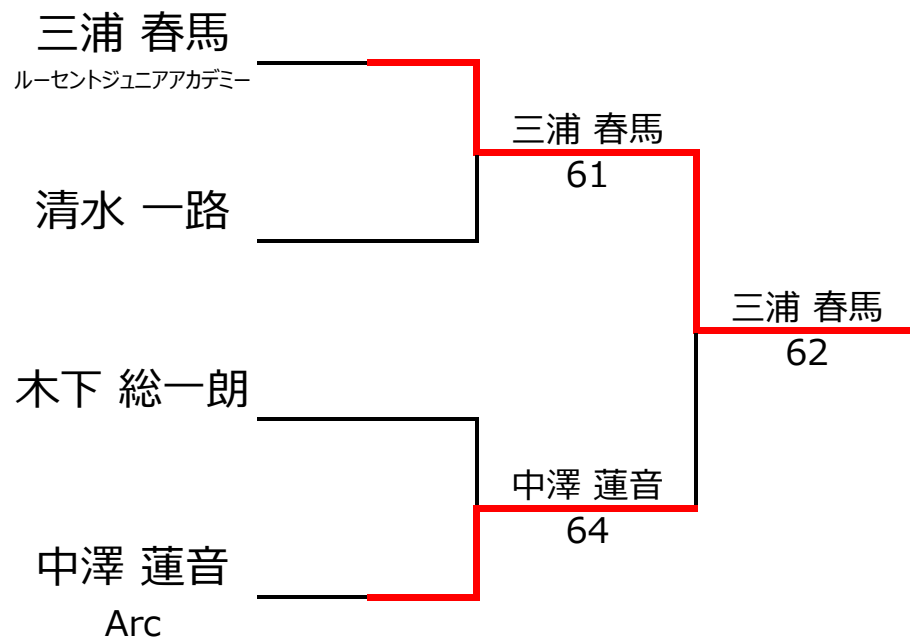 三浦 春馬
ルーセントジュニアアカデミー
三浦 春馬
61
清水 一路
三浦 春馬
62
木下 総一朗
中澤 蓮音
64
中澤 蓮音
Arc